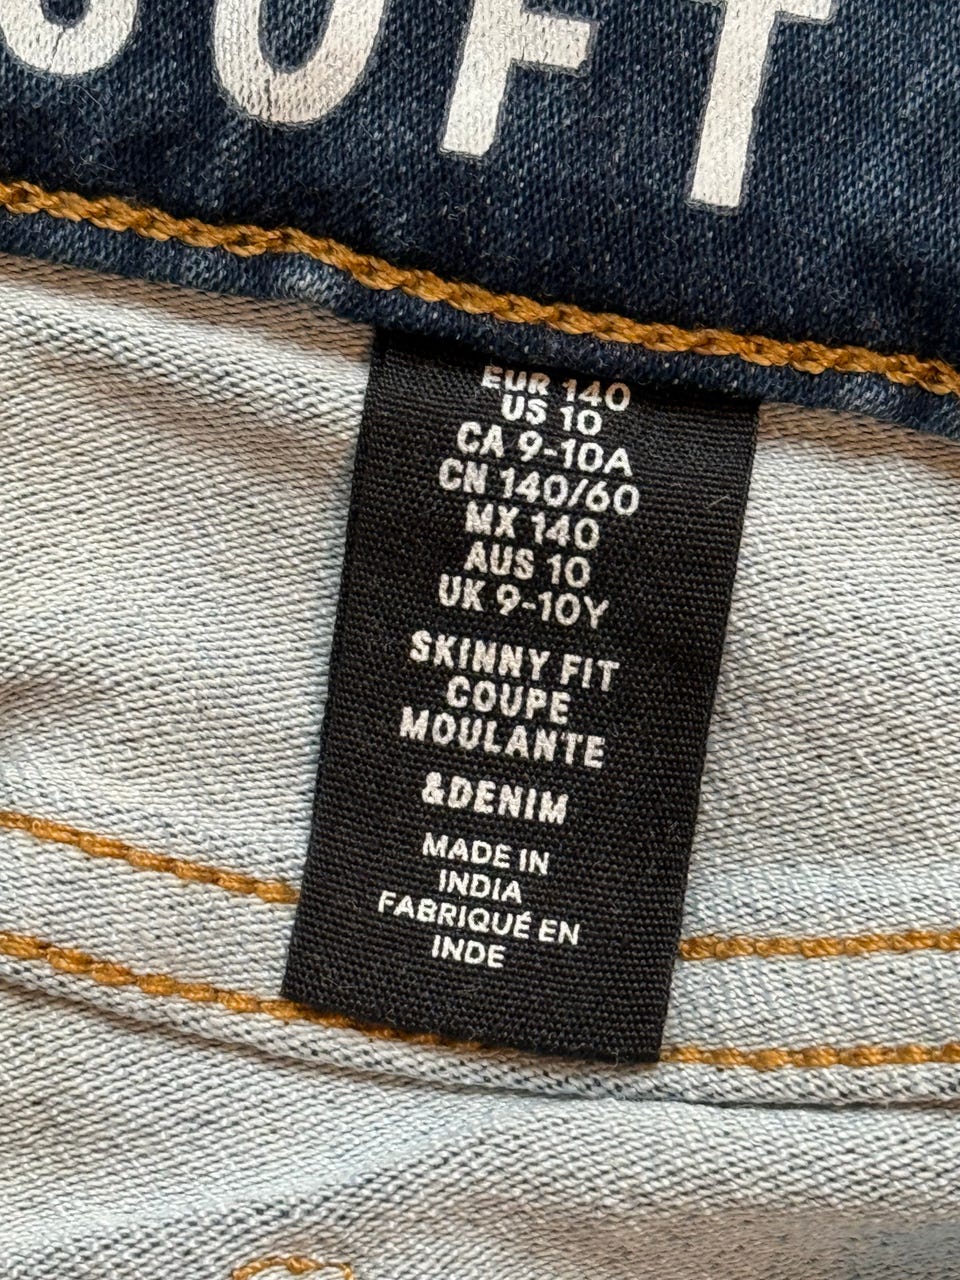 SOFT
EUR 140
US 10
CA 9-10A
CN 140/60
MX 140
AUS 10
UK 9-10Y
SKINNY FIT
COUPE
MOULANTE
&DENIM
MADE IN
INDIA
FABRIQUÉ EN
INDE